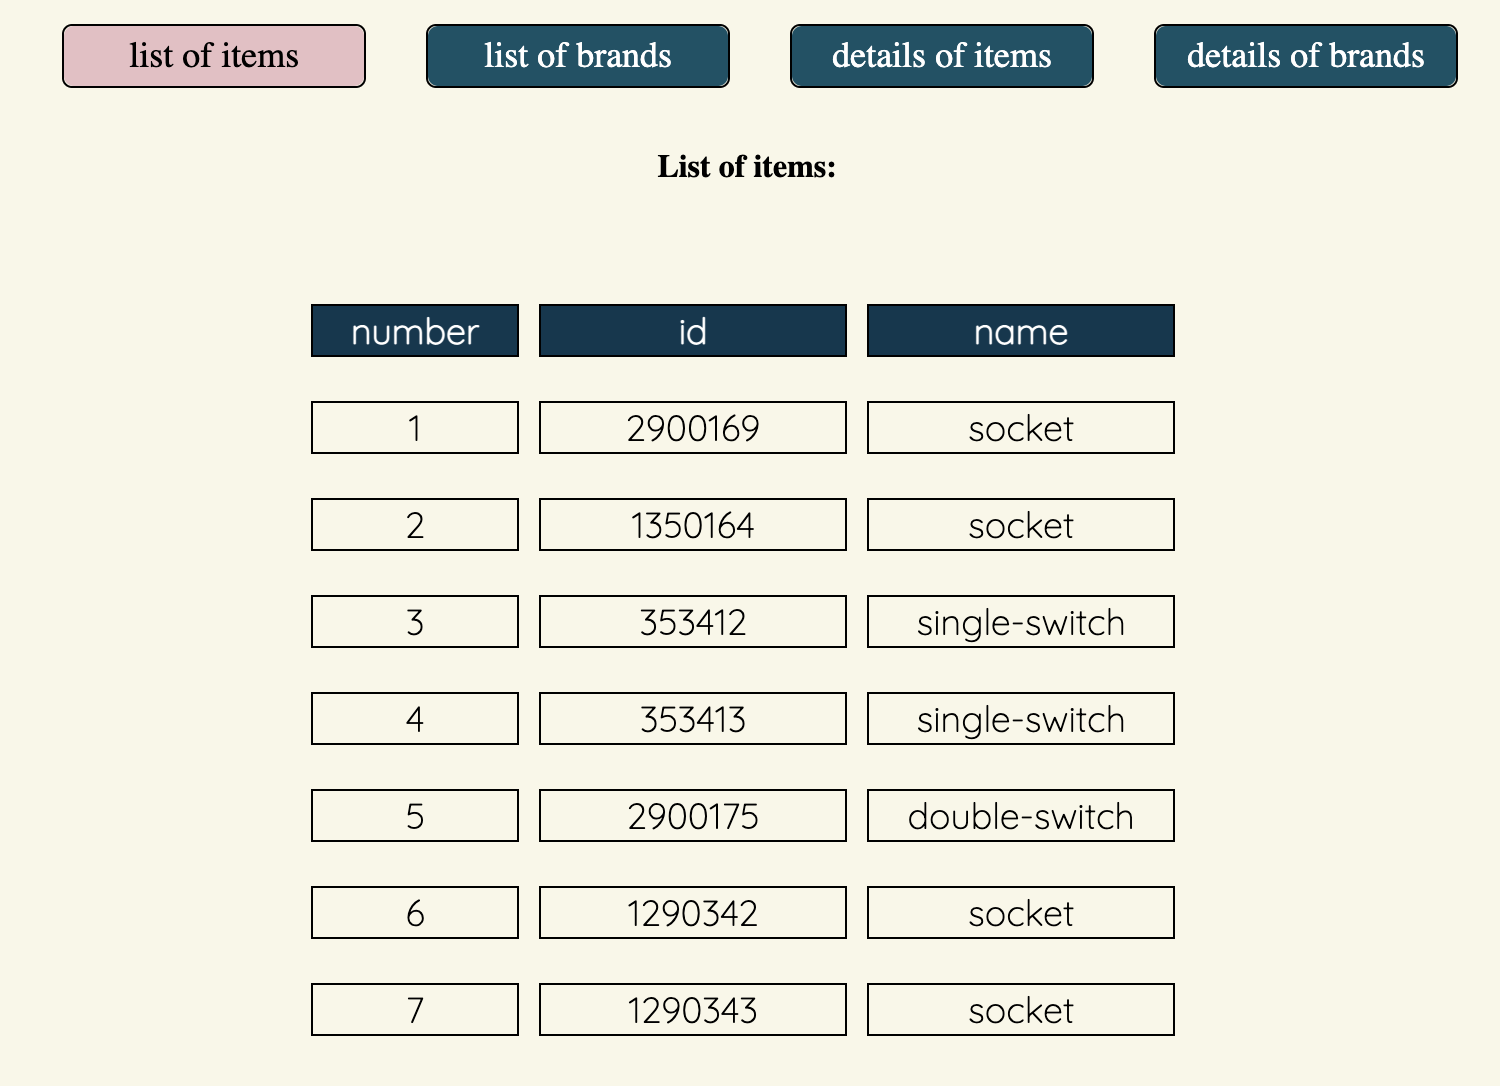 list of items list of brands details of items details of brands
List of items:
number id name
1 2900169 socket
2 1350164 socket
3 353412 single-switch
4 353413 single-switch
5 2900175 double-switch
6 1290342 socket
7 1290343 socket